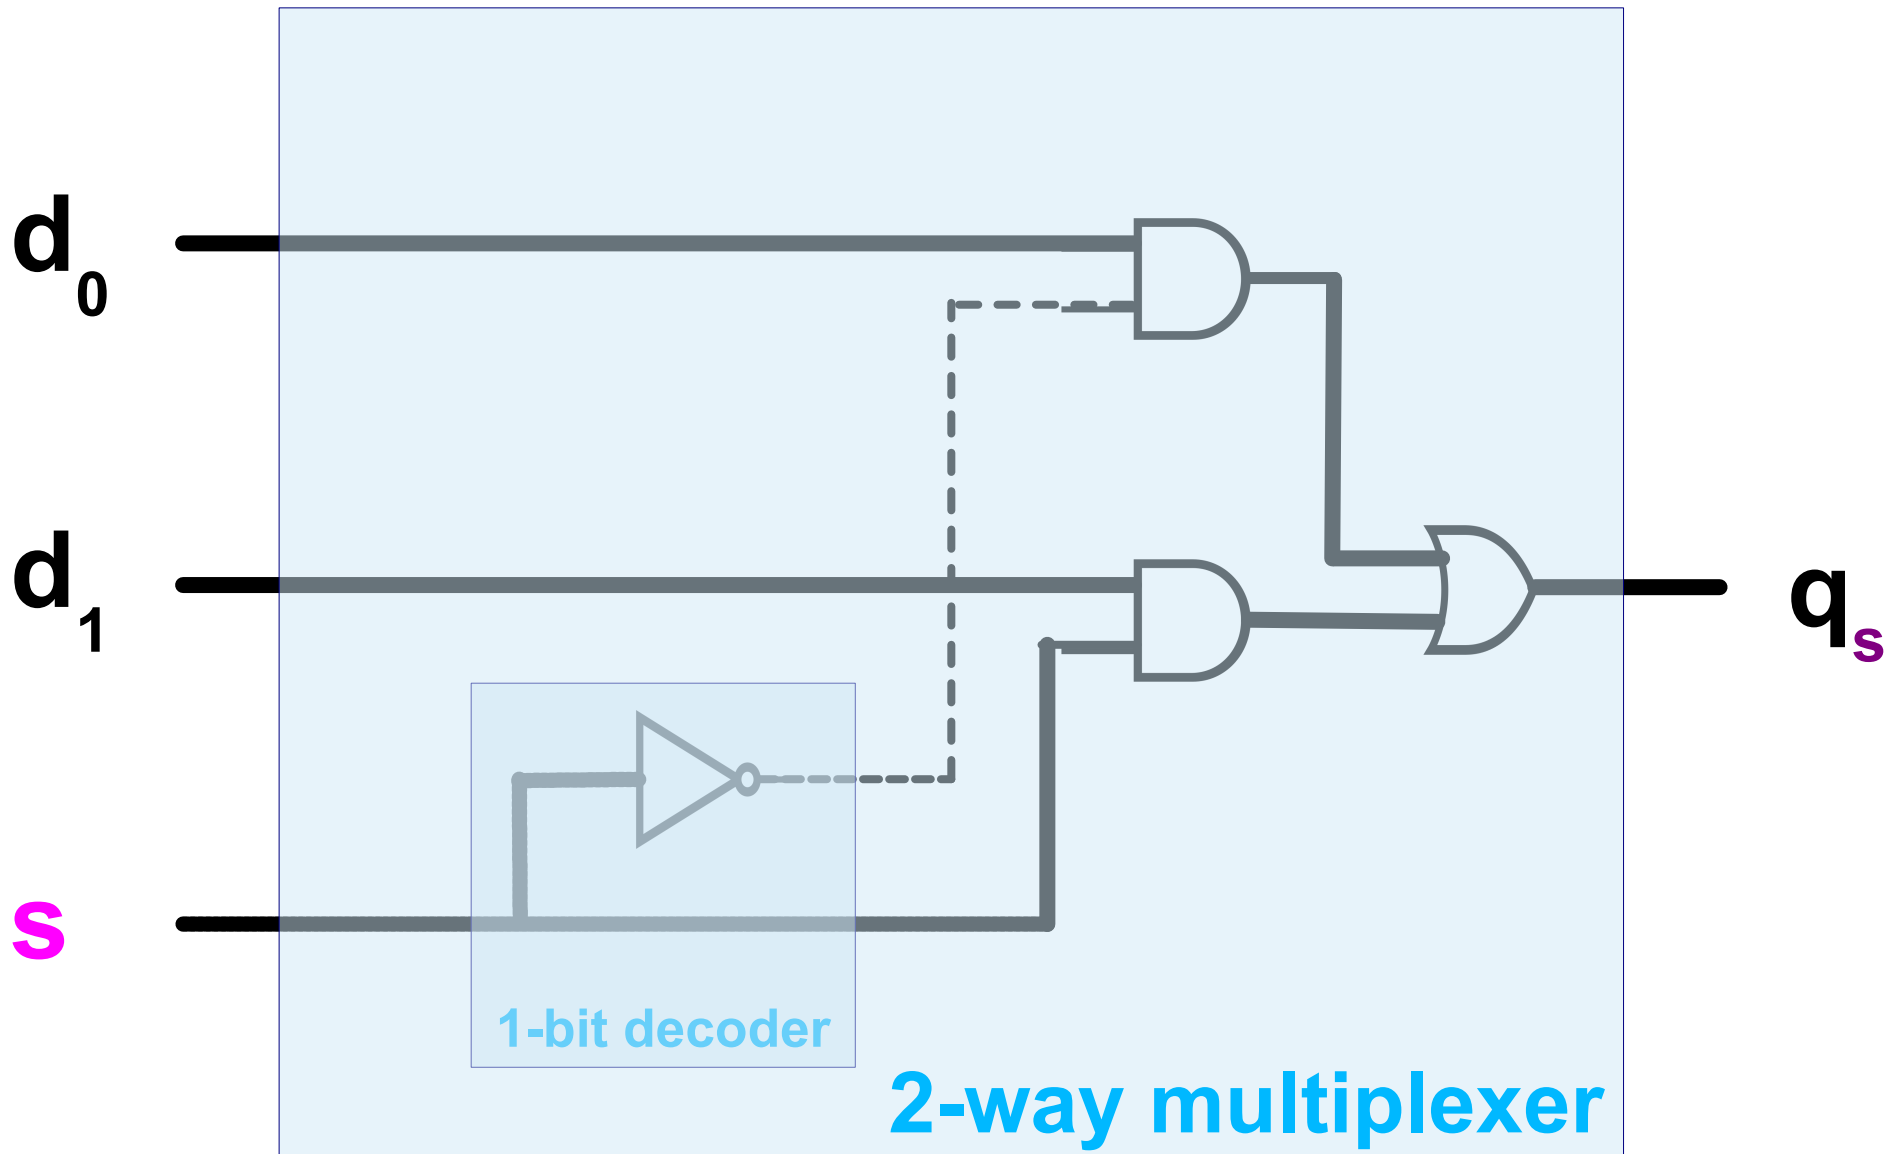 d0
d1
qs
s
1-bit decoder
2-way multiplexer